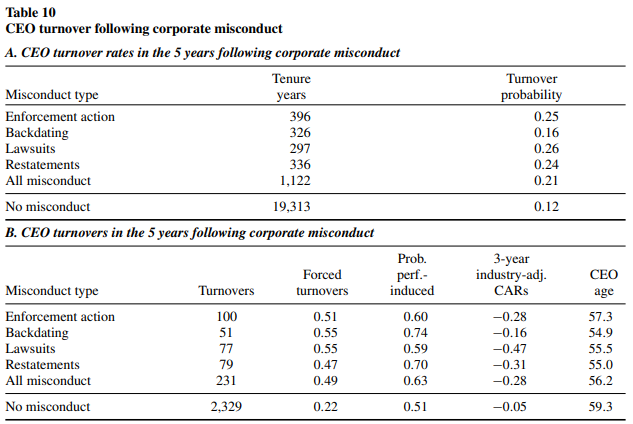 Table 10
CEO turnover following corporate misconduct
A. CEO turnover rates in the 5 years following corporate misconduct
Tenure Turnover
Misconduct type years probability
Enforcement action 396 0.25
Backdating 326 0.16
Lawsuits 297 0.26
Restatements 336 0.24
All misconduct 1,122 0.21
No misconduct 19,313 0.12
B. CEO turnovers in the 5 years following corporate misconduct
Prob. 3-year
Forced perf.- industry-adj. CEO
Misconduct type Turnovers turnovers induced CARs age
Enforcement action 100 0.51 0.60 −0.28 57.3
Backdating 51 0.55 0.74 −0.16 54.9
Lawsuits 77 0.55 0.59 −0.47 55.5
Restatements 79 0.47 0.70 −0.31 55.0
All misconduct 231 0.49 0.63 −0.28 56.2
No misconduct 2,329 0.22 0.51 −0.05 59.3